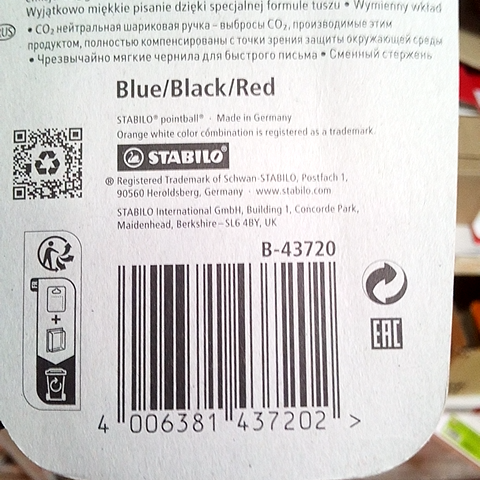 Wyjątkowo miękkie pisanie dzięki specjalnej formule tuszu • Wymienny wkład
RUS • CO₂ нейтральная шариковая ручка – выбросы CO₂, производимые этим
продуктом, полностью компенсированы с точки зрения защиты окружающей среды
• Чрезвычайно мягкие чернила для быстрого письма • Сменный стержень
Blue/Black/Red
STABILO® pointball® · Made in Germany
Orange white color combination is registered as a trademark.
STABILO®
® Registered Trademark of Schwan-STABILO, Postfach 1,
90560 Heroldsberg, Germany · www.stabilo.com
STABILO International GmbH, Building 1, Concorde Park,
Maidenhead, Berkshire – SL6 4BY, UK
B-43720
FR
+
EAC
4 006381 437202 >